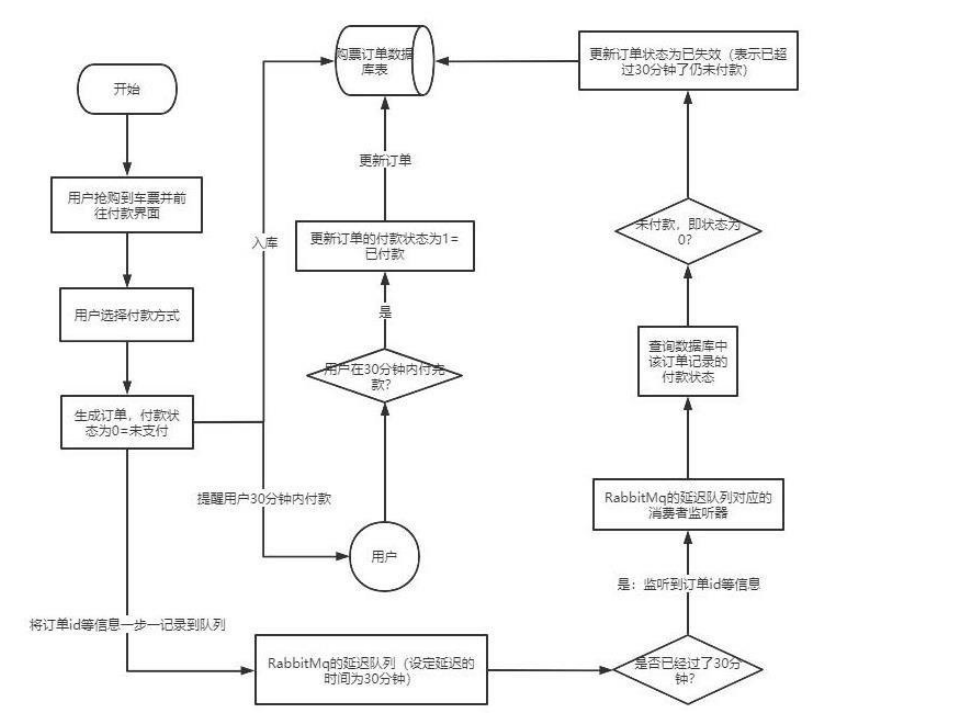 开始
用户抢购到车票并前
往付款界面
用户选择付款方式
生成订单，付款状
态为0=未支付
入库
提醒用户30分钟内付款
将订单id等信息一步一记录到队列
购票订单数据
库表
更新订单
更新订单的付款状态为1=
已付款
是
用户在30分钟内付完
款？
用户
RabbitMq的延迟队列（设定延迟的
时间为30分钟）
是否已经过了30分
钟？
是：监听到订单id等信息
RabbitMq的延迟队列对应的
消费者监听器
查询数据库中
该订单记录的
付款状态
未付款，即状态为
0？
更新订单状态为已失效（表示已超
过30分钟了仍未付款）